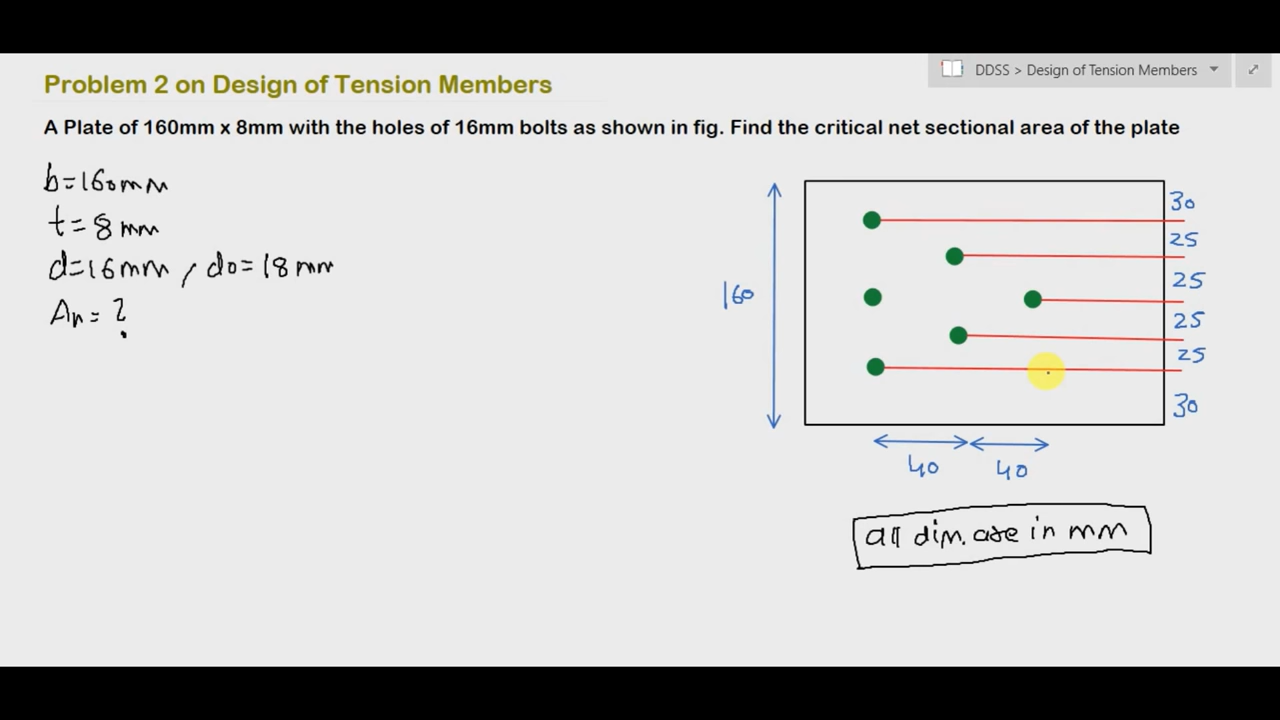 DDSS > Design of Tension Members
Problem 2 on Design of Tension Members
A Plate of 160mm x 8mm with the holes of 16mm bolts as shown in fig. Find the critical net sectional area of the plate
b=160mm
t=8mm
d=16mm, do=18mm
An=?
30
25
25
160
25
25
30
40 40
all dim. are in mm